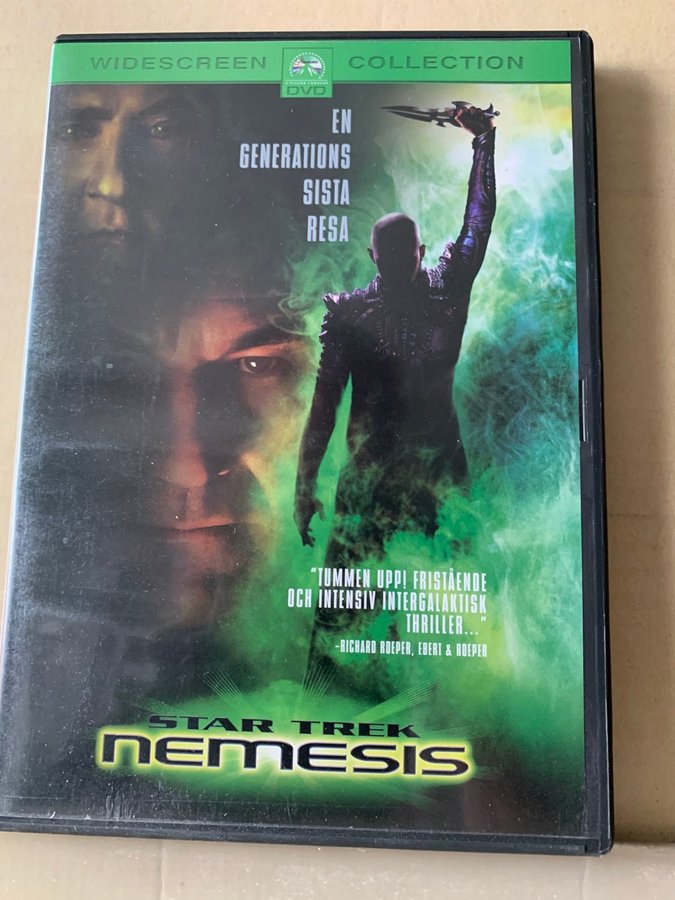 WIDESCREEN DVD COLLECTION
EN
GENERATIONS
SISTA
RESA
"TUMMEN UPP! FRISTÅENDE
OCH INTENSIV INTERGALAKTISK
THRILLER..."
-RICHARD ROEPER, EBERT & ROEPER
STAR TREK
NEMESIS